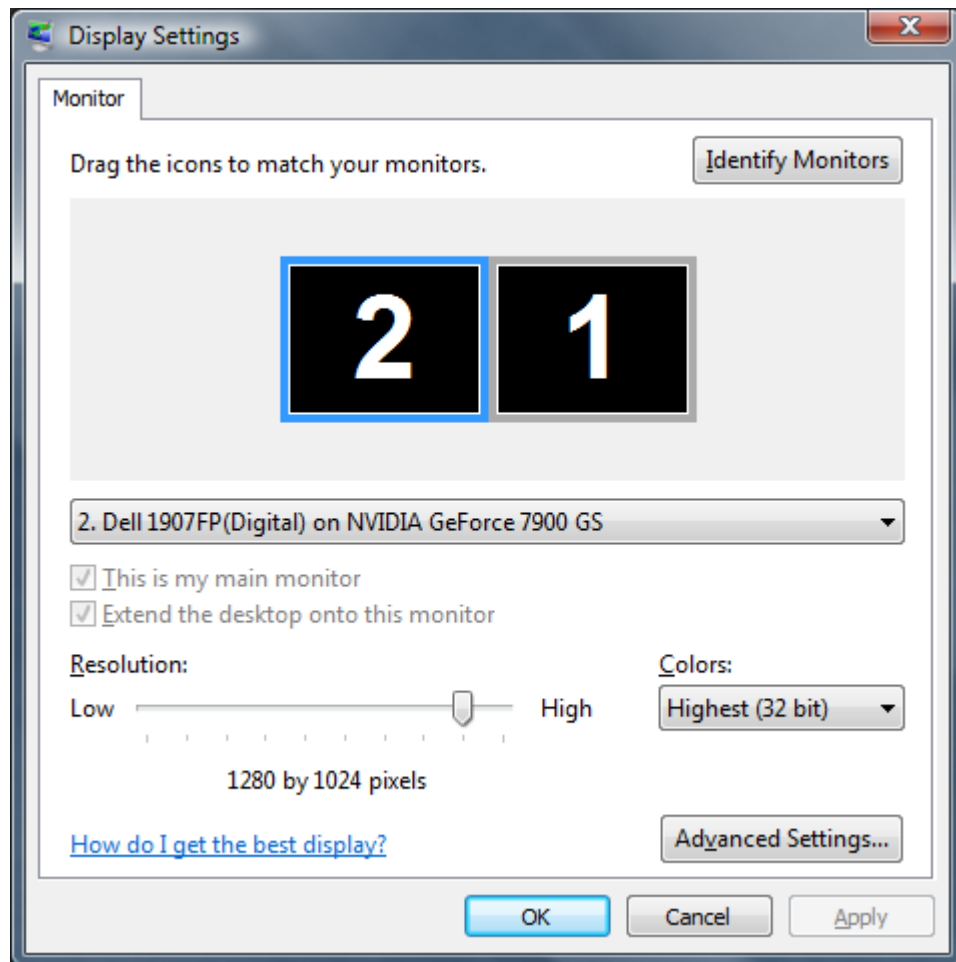 Display Settings
Monitor
Drag the icons to match your monitors.
Identify Monitors
2 1
2. Dell 1907FP(Digital) on NVIDIA GeForce 7900 GS
This is my main monitor
Extend the desktop onto this monitor
Resolution:
Colors:
Low High
Highest (32 bit)
1280 by 1024 pixels
How do I get the best display?
Advanced Settings...
OK Cancel Apply